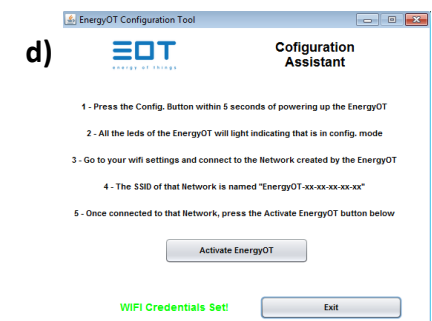 EnergyOT Configuration Tool
d)
EOT
energy of things
Cofiguration
Assistant
1 - Press the Config. Button within 5 seconds of powering up the EnergyOT
2 - All the leds of the EnergyOT will light indicating that is in config. mode
3 - Go to your wifi settings and connect to the Network created by the EnergyOT
4 - The SSID of that Network is named "EnergyOT-xx-xx-xx-xx-xx"
5 - Once connected to that Network, press the Activate EnergyOT button below
Activate EnergyOT
WIFI Credentials Set!
Exit